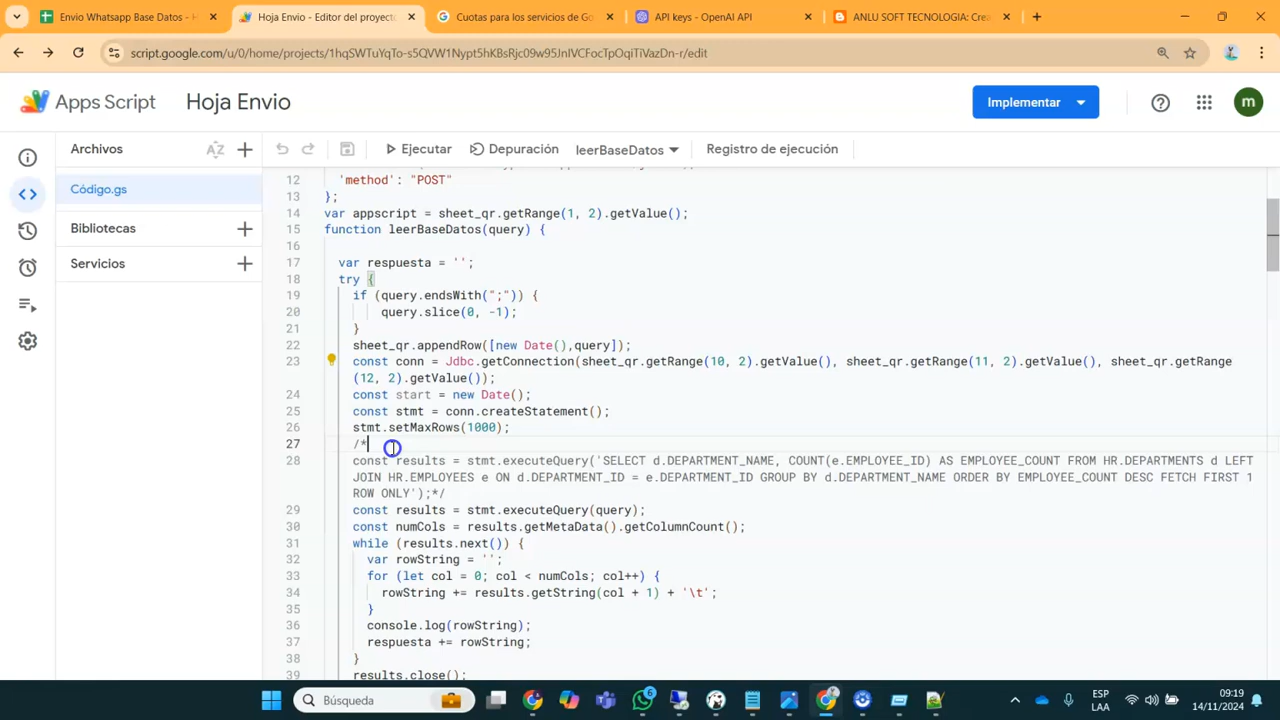 Envio Whatsapp Base Datos -
Hoja Envio - Editor del proyecto
Cuotas para los servicios de Go
API keys - OpenAI API
ANLU SOFT TECNOLOGIA: Crea
script.google.com/u/0/home/projects/1hqSWTuYqTo-s5QVW1Nypt5hKBsRjc09w95JnIVCFocTpOqiTiVazDn-r/edit
Apps Script
Hoja Envio
Implementar
m
Archivos
AZ
Ejecutar
Depuración
leerBaseDatos
Registro de ejecución
Código.gs
Bibliotecas
Servicios
12 'method': "POST"
13 };
14 var appscript = sheet_qr.getRange(1, 2).getValue();
15 function leerBaseDatos(query) {
16
17 var respuesta = '';
18 try {
19 if (query.endsWith(";")) {
20 query.slice(0, -1);
21 }
22 sheet_qr.appendRow([new Date(),query]);
23 const conn = Jdbc.getConnection(sheet_qr.getRange(10, 2).getValue(), sheet_qr.getRange(11, 2).getValue(), sheet_qr.getRange
(12, 2).getValue());
24 const start = new Date();
25 const stmt = conn.createStatement();
26 stmt.setMaxRows(1000);
27 /*
28 const results = stmt.executeQuery('SELECT d.DEPARTMENT_NAME, COUNT(e.EMPLOYEE_ID) AS EMPLOYEE_COUNT FROM HR.DEPARTMENTS d LEFT
JOIN HR.EMPLOYEES e ON d.DEPARTMENT_ID = e.DEPARTMENT_ID GROUP BY d.DEPARTMENT_NAME ORDER BY EMPLOYEE_COUNT DESC FETCH FIRST 1
ROW ONLY');*/
29 const results = stmt.executeQuery(query);
30 const numCols = results.getMetaData().getColumnCount();
31 while (results.next()) {
32 var rowString = '';
33 for (let col = 0; col < numCols; col++) {
34 rowString += results.getString(col + 1) + '\t';
35 }
36 console.log(rowString);
37 respuesta += rowString;
38 }
39 results.close();
Búsqueda
6
ESP
LAA
09:19
14/11/2024